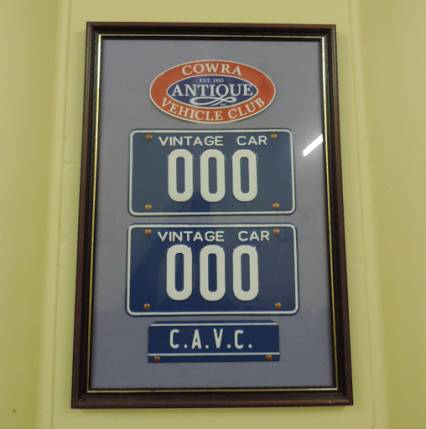 COWRA
EST. 1993
ANTIQUE
VEHICLE CLUB
VINTAGE CAR
000
VINTAGE CAR
000
C.A.V.C.